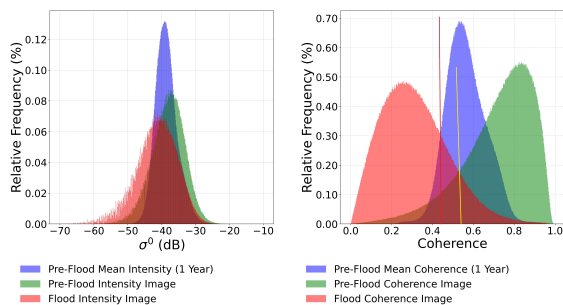 0.12
0.10
0.08
0.06
0.04
0.02
0.00
Relative Frequency (%)
−70 −60 −50 −40 −30 −20 −10
σ⁰ (dB)
Pre-Flood Mean Intensity (1 Year)
Pre-Flood Intensity Image
Flood Intensity Image
0.70
0.60
0.50
0.40
0.30
0.20
0.10
0.00
Relative Frequency (%)
0.0 0.2 0.4 0.6 0.8 1.0
Coherence
Pre-Flood Mean Coherence (1 Year)
Pre-Flood Coherence Image
Flood Coherence Image